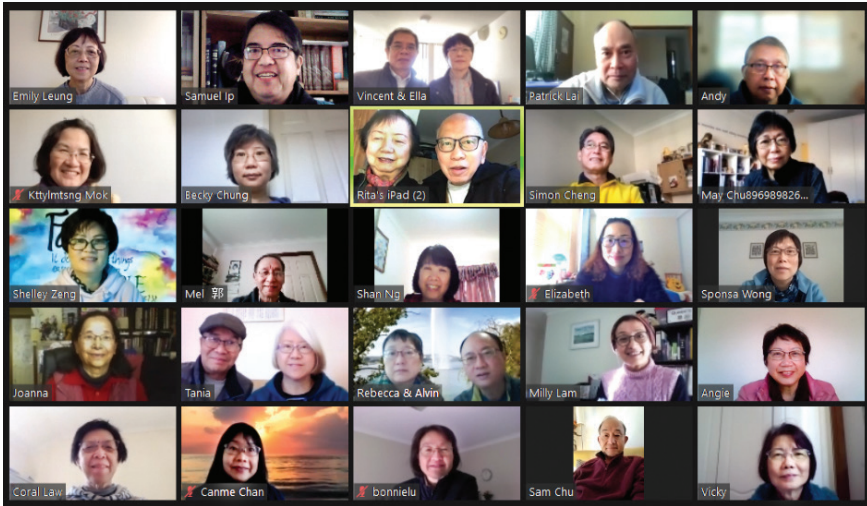 Emily Leung
Samuel Ip
Vincent & Ella
Patrick Lai
Andy
Kttylmtsng Mok
Becky Chung
Rita's iPad (2)
Simon Cheng
May Chu896989826...
Shelley Zeng
Mel 郭
Shan Ng
Elizabeth
Sponsa Wong
Joanna
Tania
Rebecca & Alvin
Milly Lam
Angie
Coral Law
Canme Chan
bonnielu
Sam Chu
Vicky